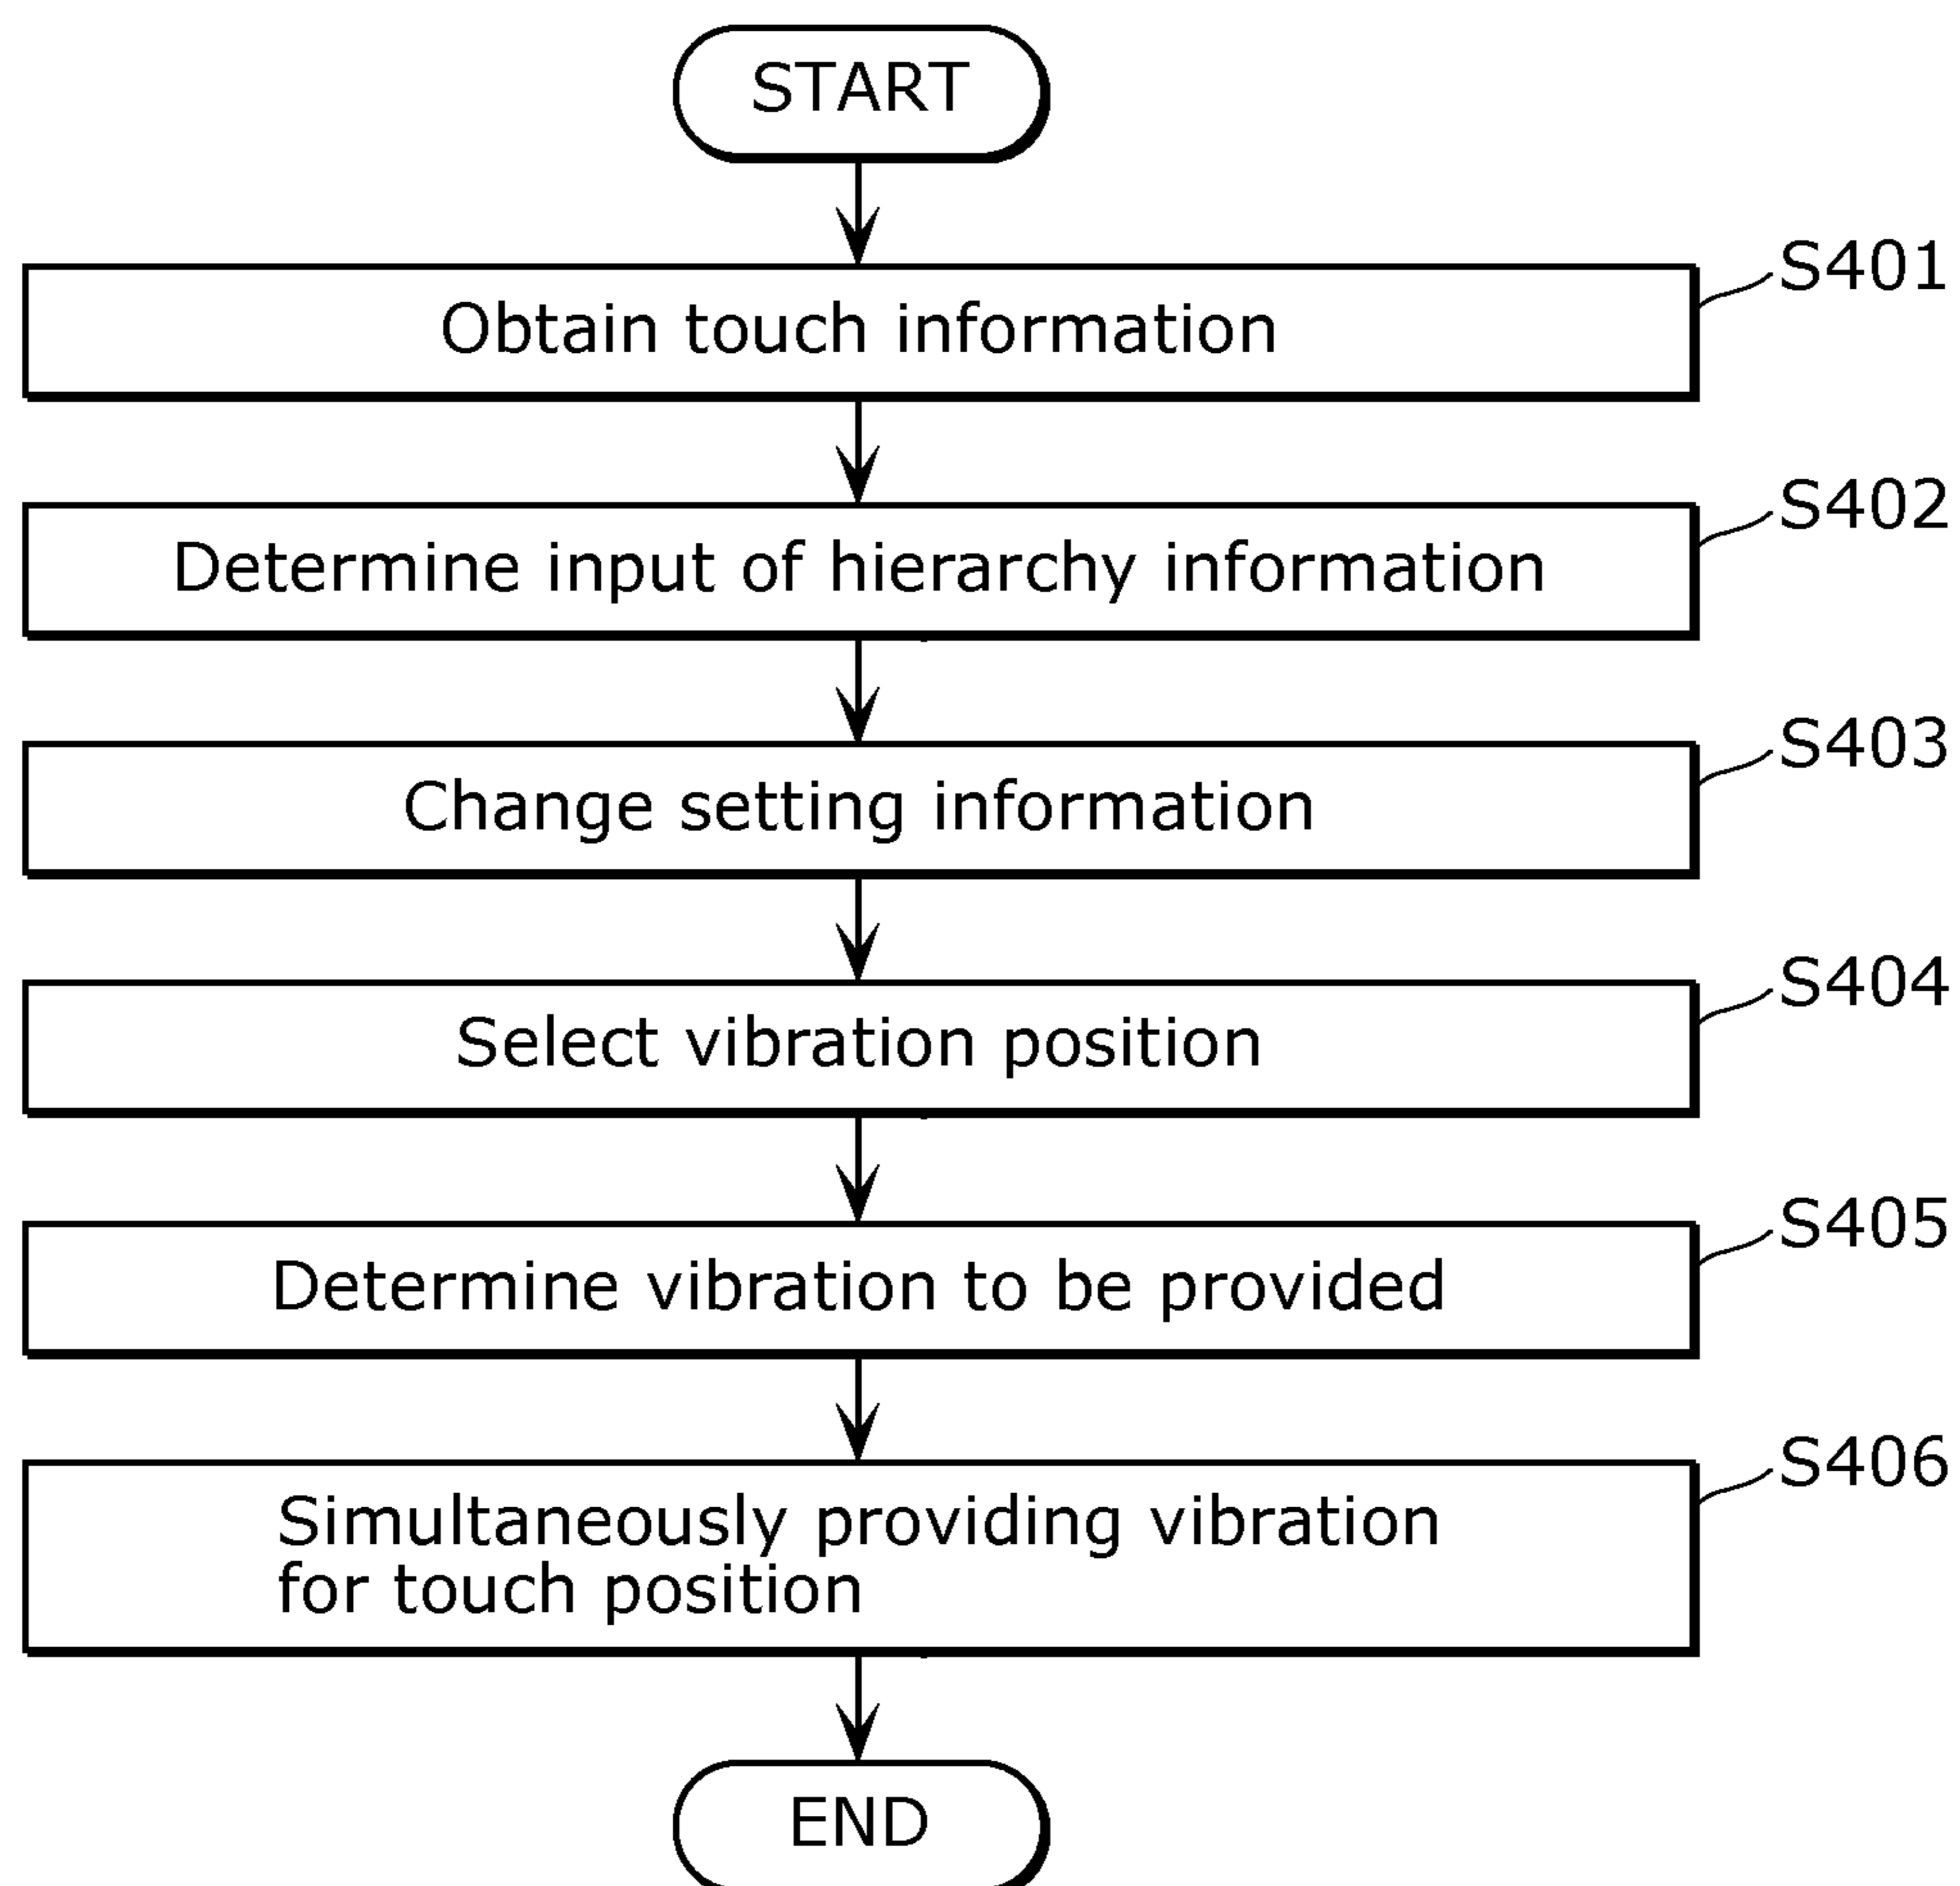 START
S401
Obtain touch information
S402
Determine input of hierarchy information
S403
Change setting information
S404
Select vibration position
S405
Determine vibration to be provided
S406
Simultaneously providing vibration
for touch position
END